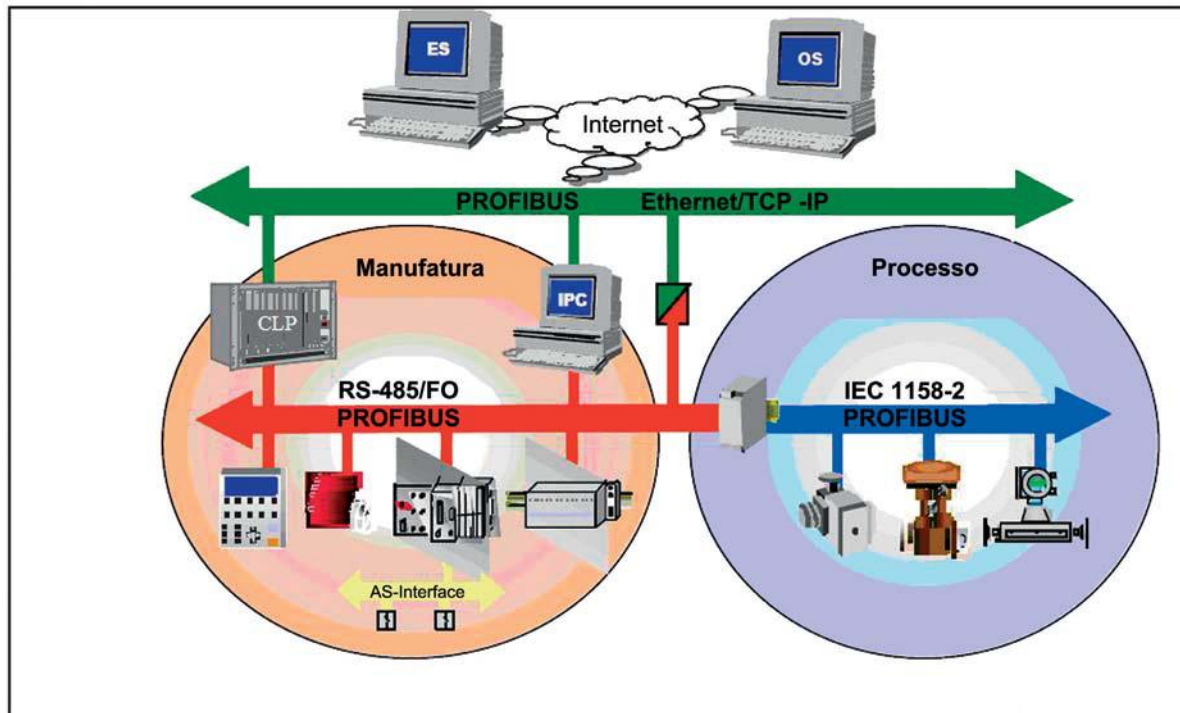 ES
OS
Internet
PROFIBUS Ethernet/TCP -IP
Manufatura
Processo
CLP
IPC
RS-485/FO
PROFIBUS
IEC 1158-2
PROFIBUS
AS-Interface